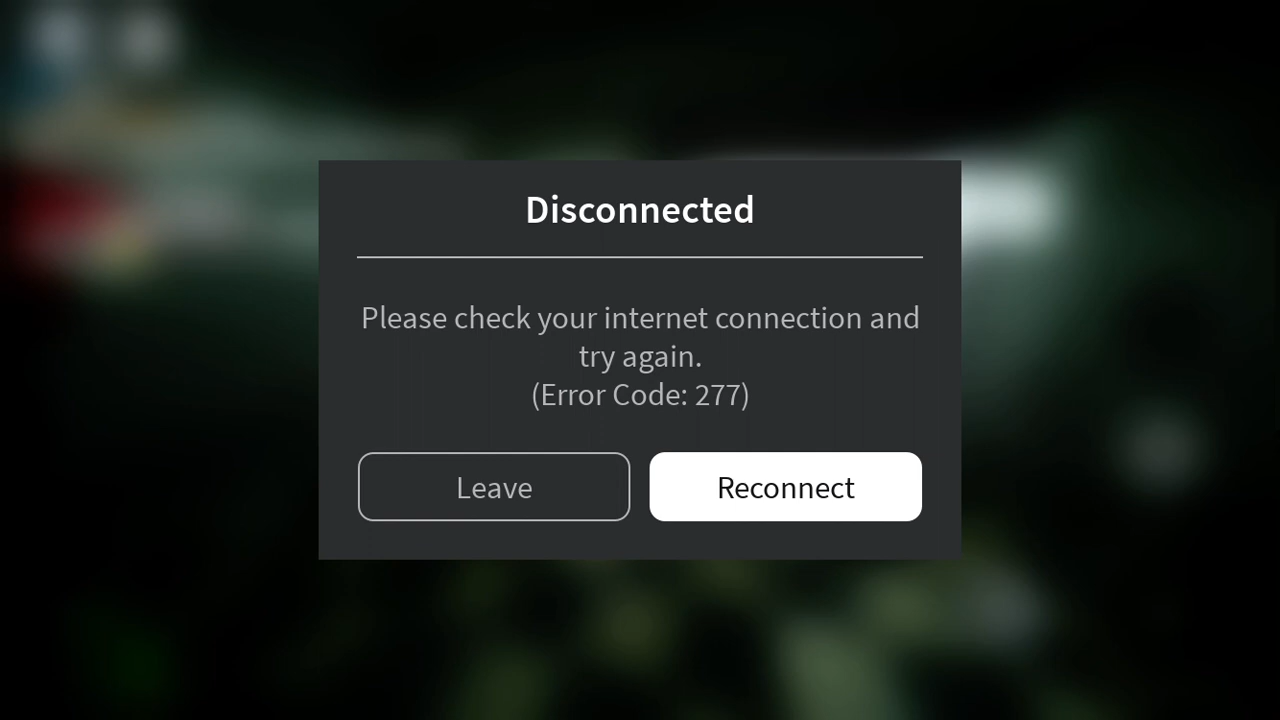 Disconnected
Please check your internet connection and
try again.
(Error Code: 277)
Leave
Reconnect